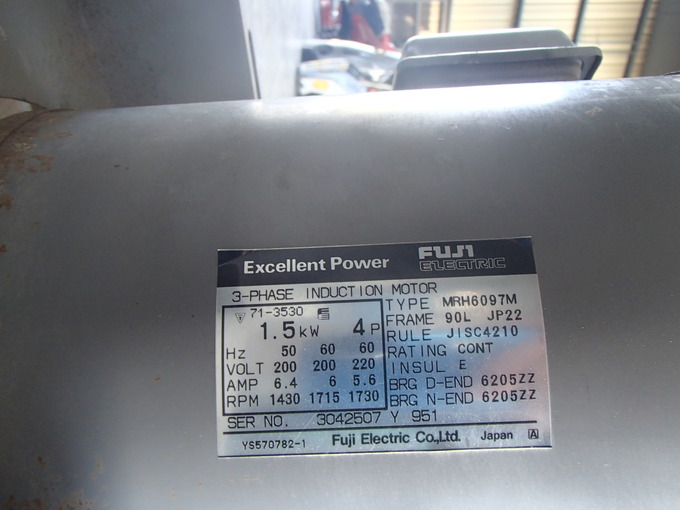 Excellent Power FUJI ELECTRIC
3-PHASE INDUCTION MOTOR
71-3530
1.5kW 4P
Hz 50 60 60
VOLT 200 200 220
AMP 6.4 6 5.6
RPM 1430 1715 1730
TYPE MRH6097M
FRAME 90L JP22
RULE JISC4210
RATING CONT
INSUL E
BRG D-END 6205ZZ
BRG N-END 6205ZZ
SER NO. 3042507 Y 951
YS570782-1 Fuji Electric Co.,Ltd. Japan A